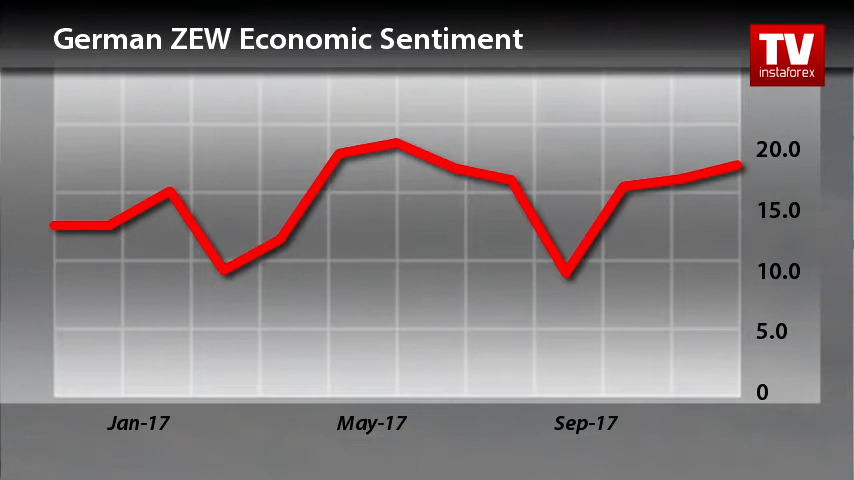 German ZEW Economic Sentiment
TV
instaforex
20.0
15.0
10.0
5.0
0
Jan-17
May-17
Sep-17